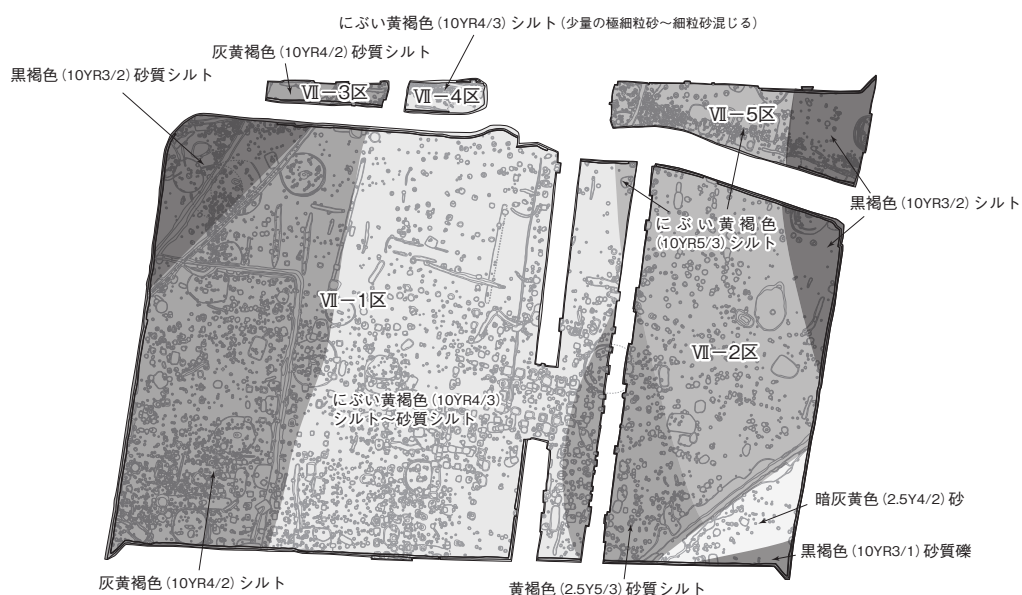 にぶい黄褐色(10YR4/3)シルト(少量の極細粒砂～細粒砂混じる)
灰黄褐色(10YR4/2)砂質シルト
黒褐色(10YR3/2)砂質シルト
Ⅶ－3区
Ⅶ－4区
Ⅶ－5区
黒褐色(10YR3/2)シルト
にぶい黄褐色
(10YR5/3)シルト
Ⅶ－1区
Ⅶ－2区
にぶい黄褐色(10YR4/3)
シルト～砂質シルト
暗灰黄色(2.5Y4/2)砂
黒褐色(10YR3/1)砂質礫
灰黄褐色(10YR4/2)シルト
黄褐色(2.5Y5/3)砂質シルト